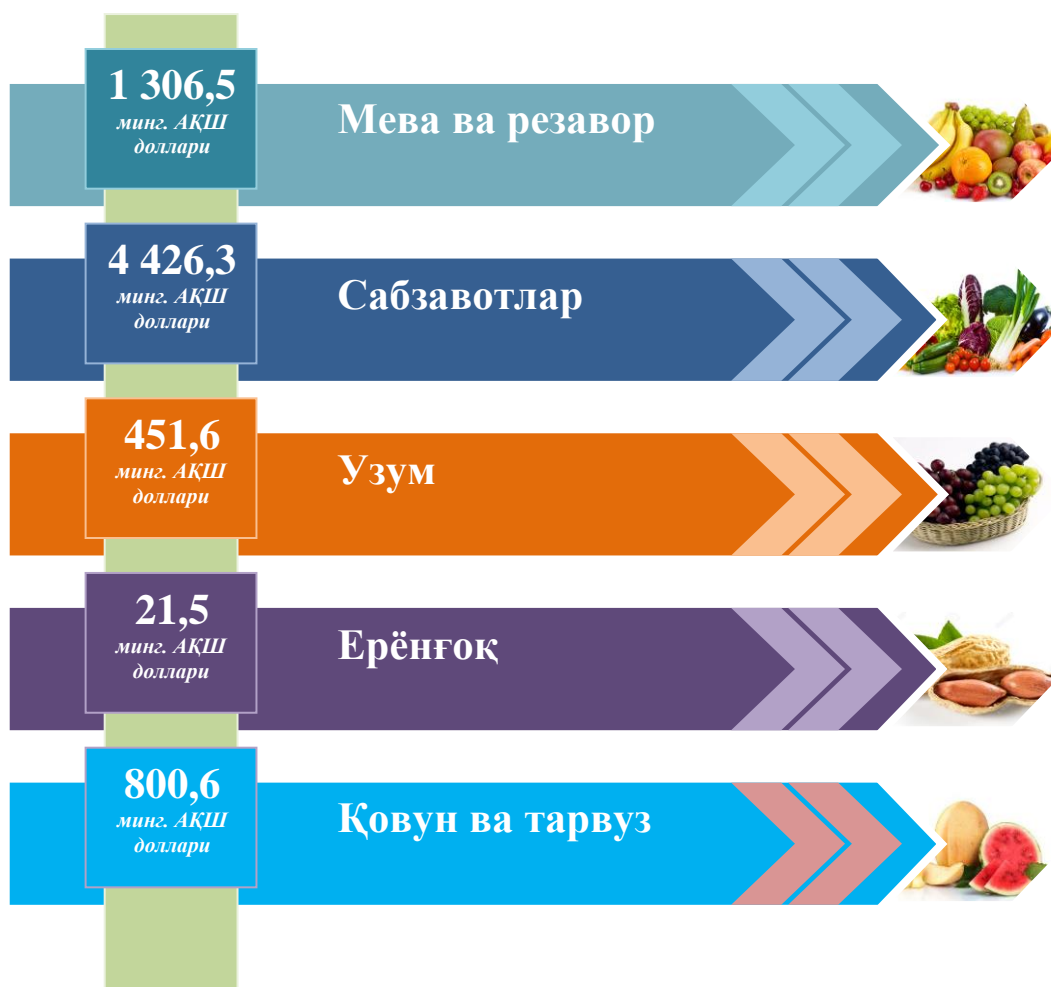 1 306,5
минг. АҚШ
доллари
Мева ва резавор
4 426,3
минг. АҚШ
доллари
Сабзавотлар
451,6
минг. АҚШ
доллари
Узум
21,5
минг. АҚШ
доллари
Ерёнғоқ
800,6
минг. АҚШ
доллари
Қовун ва тарвуз